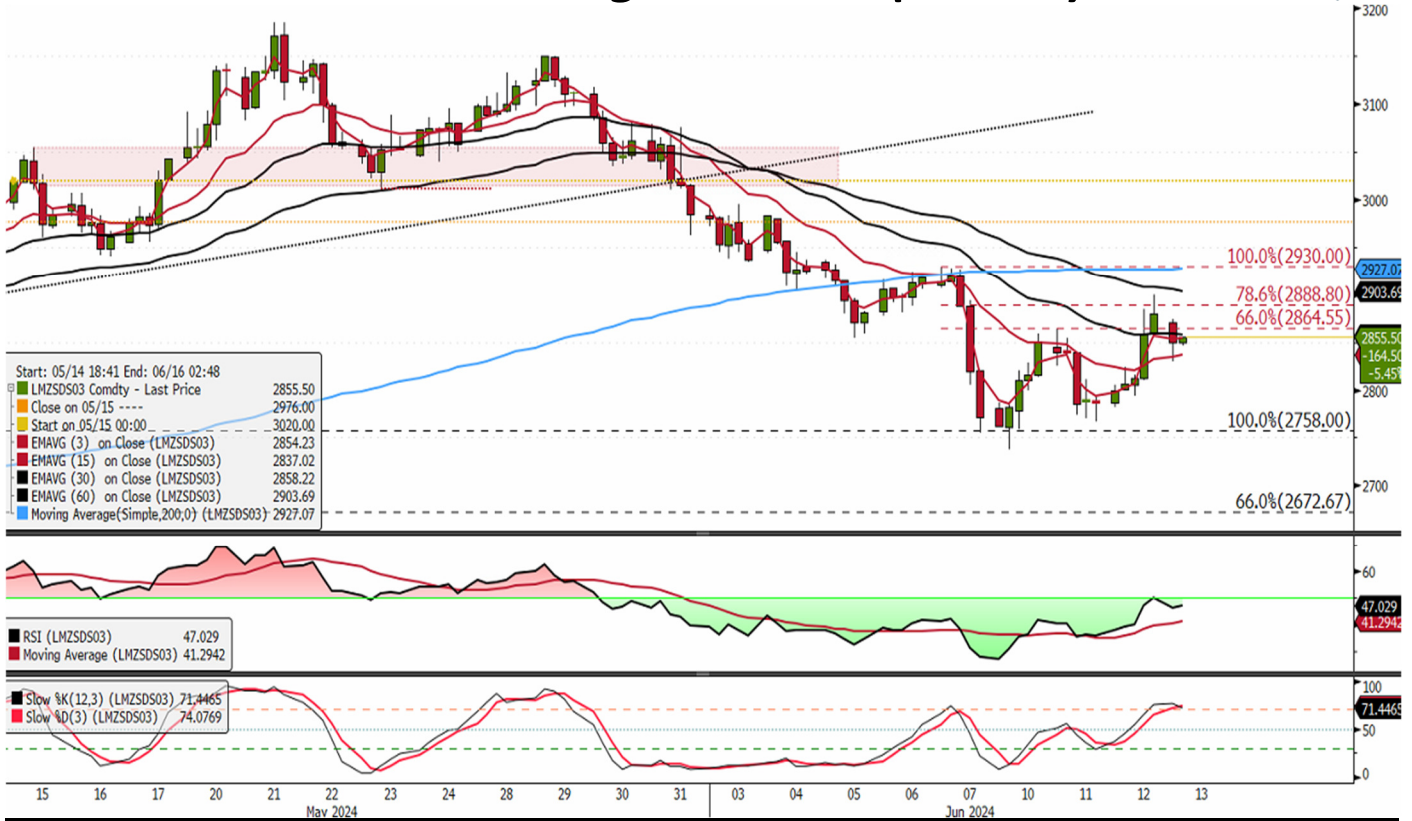 3200
3100
3000
100.0%(2930.00)
2927.07
2903.69
78.6%(2888.80)
66.0%(2864.55)
2855.50
-164.50
-5.45%
2800
100.0%(2758.00)
2700
66.0%(2672.67)
Start: 05/14 18:41 End: 06/16 02:48
LMZSDS03 Comdty - Last Price 2855.50
Close on 05/15 ---- 2976.00
Start on 05/15 00:00 3020.00
EMAVG (3) on Close (LMZSDS03) 2854.23
EMAVG (15) on Close (LMZSDS03) 2837.02
EMAVG (30) on Close (LMZSDS03) 2858.22
EMAVG (60) on Close (LMZSDS03) 2903.69
Moving Average(Simple,200,0) (LMZSDS03) 2927.07
60
47.029
41.2942
RSI (LMZSDS03) 47.029
Moving Average (LMZSDS03) 41.2942
Slow %K(12,3) (LMZSDS03) 71.4465
Slow %D(3) (LMZSDS03) 74.0769
100
71.4465
50
0
15 16 17 20 21 22 23 24 28 29 30 31 03 04 05 06 07 10 11 12 13
May 2024 Jun 2024